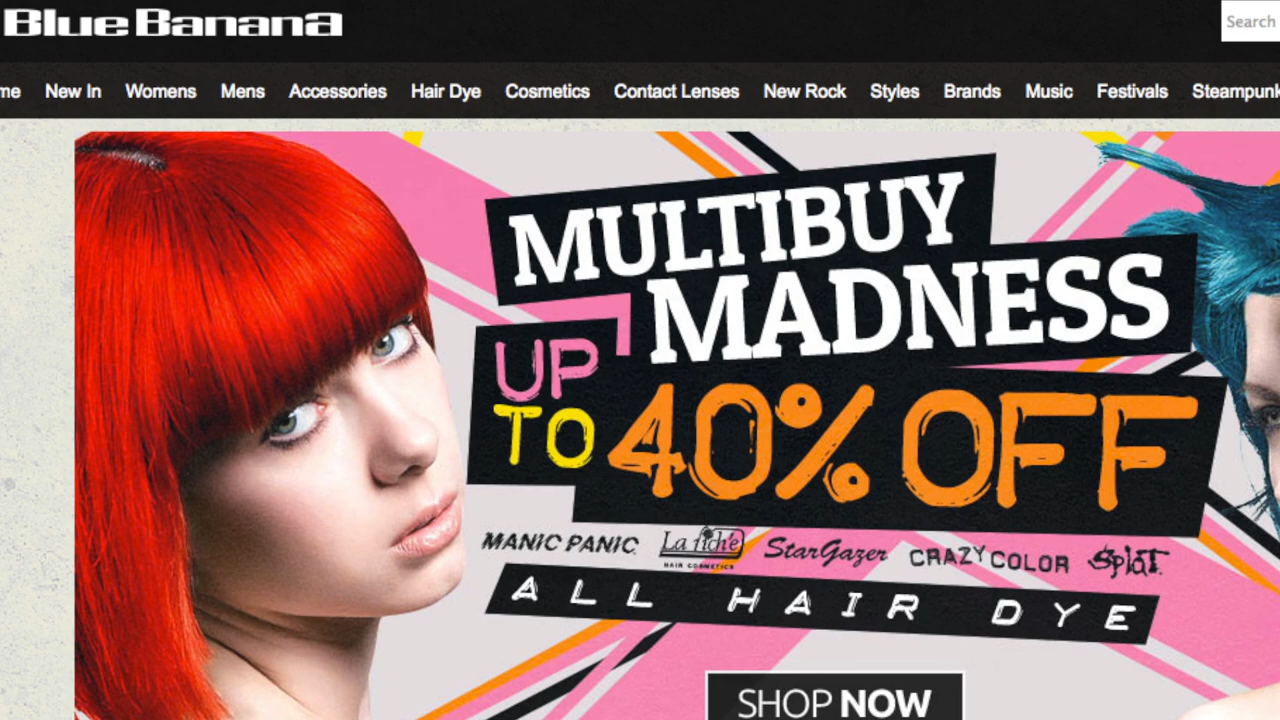 Blue Banana
Search
me New In Womens Mens Accessories Hair Dye Cosmetics Contact Lenses New Rock Styles Brands Music Festivals Steampunk
MULTIBUY
MADNESS
UP
TO
40% OFF
MANIC PANIC La riché StarGazer CRAZY COLOR Splat
HAIR COSMETICS
ALL HAIR DYE
SHOP NOW